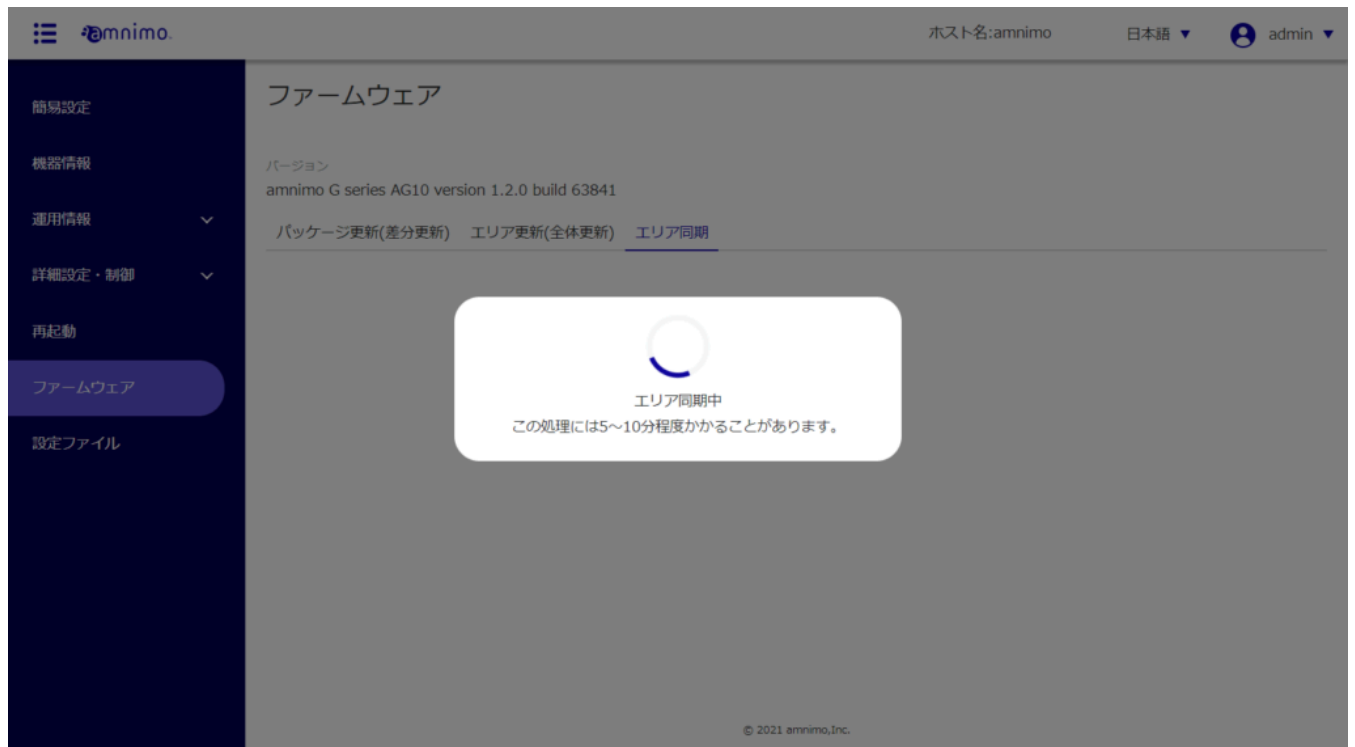 amnimo.
ホスト名:amnimo
日本語 ▼
admin ▼
簡易設定
機器情報
運用情報
詳細設定・制御
再起動
ファームウェア
設定ファイル
ファームウェア
バージョン
amnimo G series AG10 version 1.2.0 build 63841
パッケージ更新(差分更新) エリア更新(全体更新) エリア同期
エリア同期中
この処理には5～10分程度かかることがあります。
© 2021 amnimo,Inc.